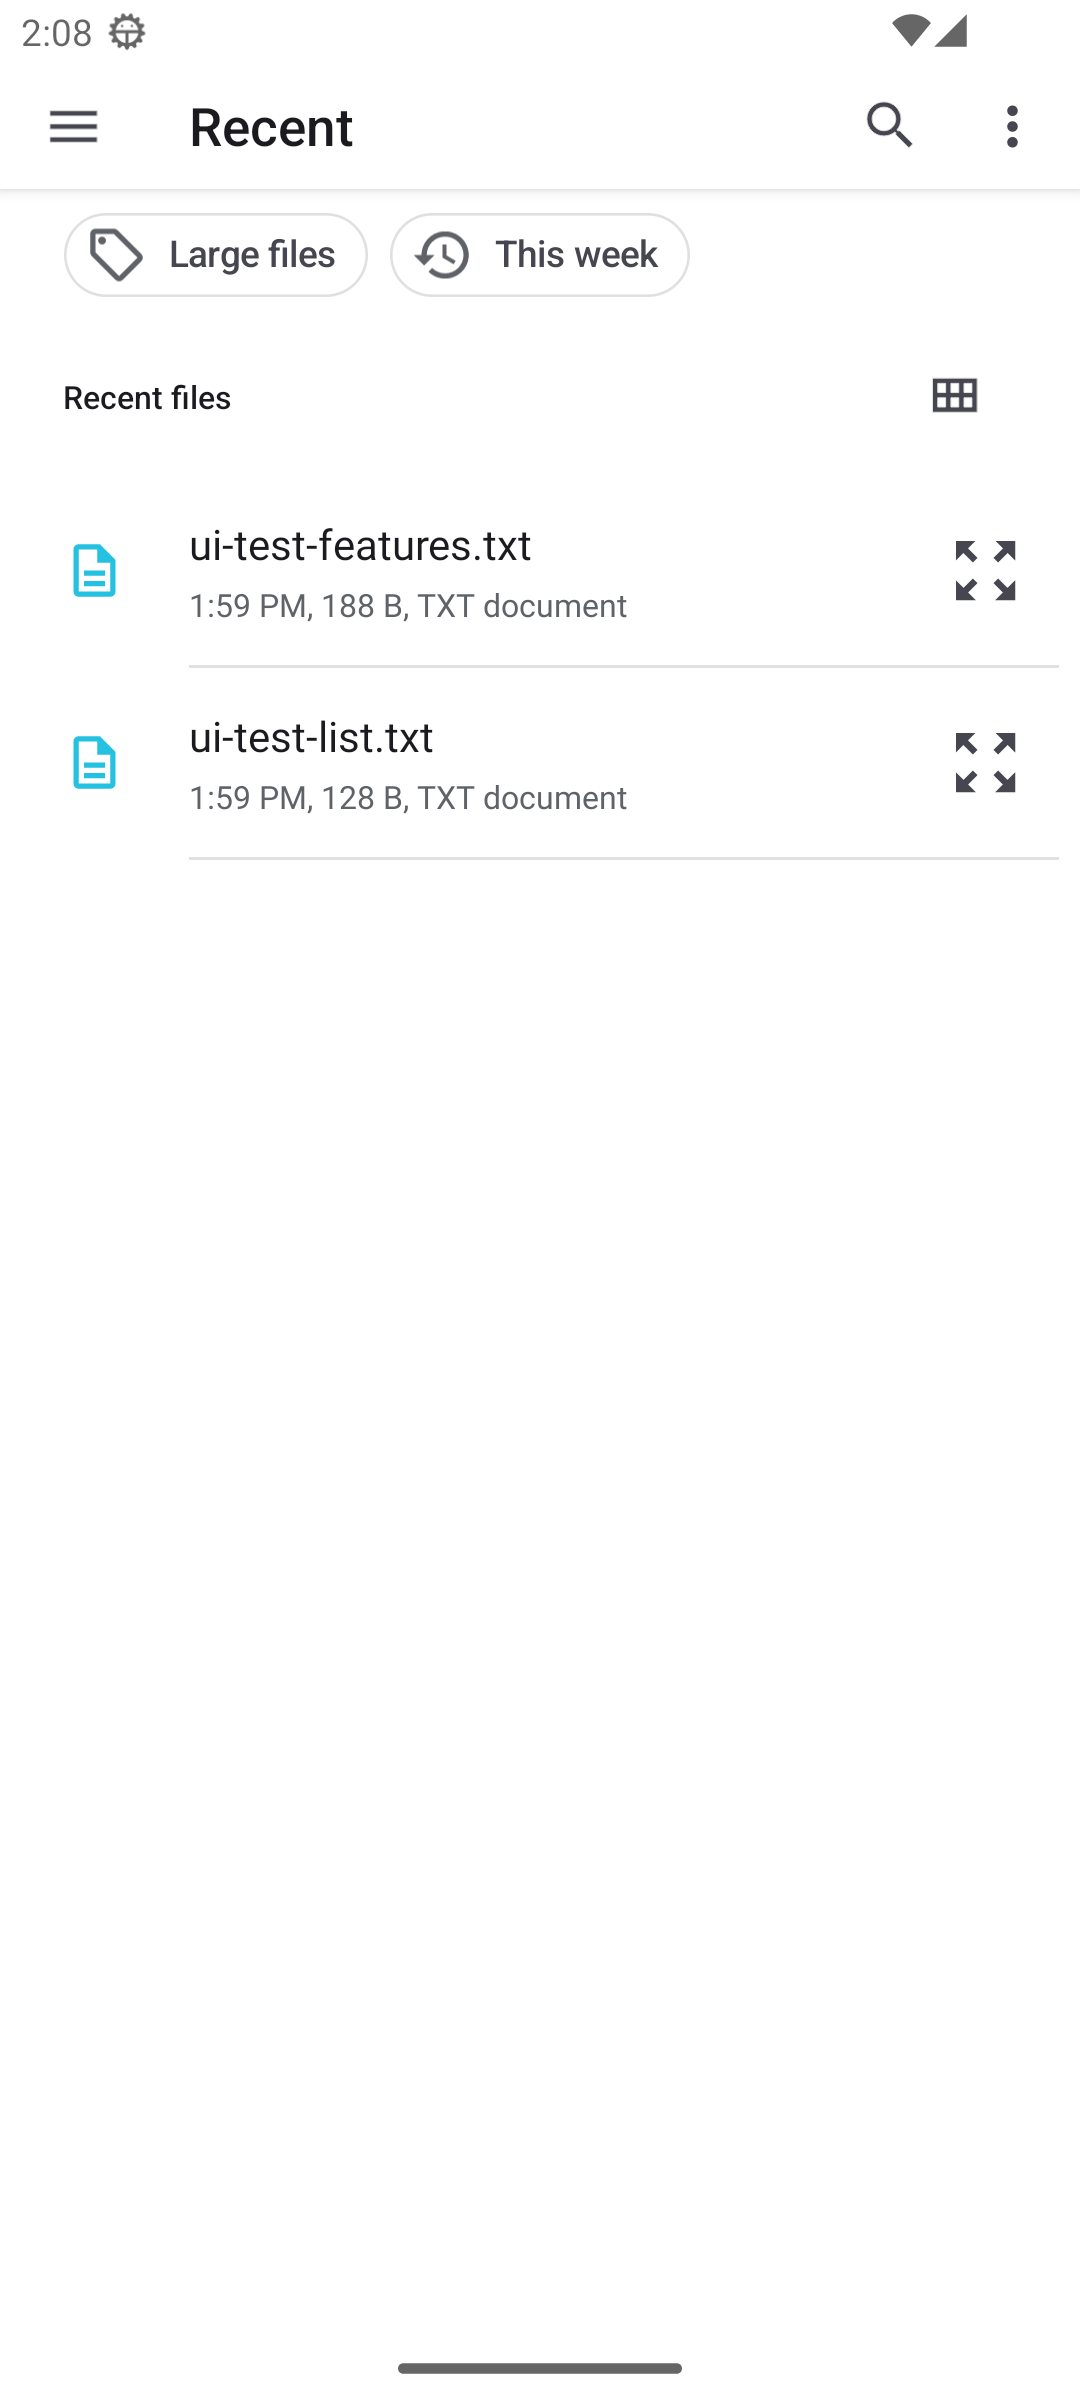 2:08
Recent
Large files
This week
Recent files
ui-test-features.txt
1:59 PM, 188 B, TXT document
ui-test-list.txt
1:59 PM, 128 B, TXT document